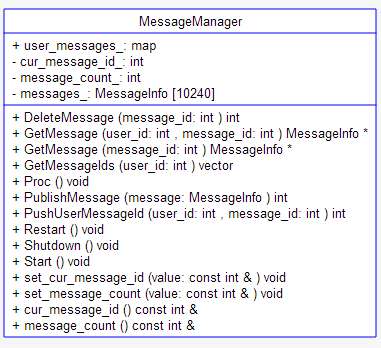 MessageManager
+ user_messages_: map
- cur_message_id_: int
- message_count_: int
- messages_: MessageInfo [10240]
+ DeleteMessage (message_id: int ) int
+ GetMessage (user_id: int , message_id: int ) MessageInfo *
+ GetMessage (message_id: int ) MessageInfo *
+ GetMessageIds (user_id: int ) vector
+ Proc () void
+ PublishMessage (message: MessageInfo ) int
+ PushUserMessageId (user_id: int , message_id: int ) int
+ Restart () void
+ Shutdown () void
+ Start () void
+ set_cur_message_id (value: const int & ) void
+ set_message_count (value: const int & ) void
+ cur_message_id () const int &
+ message_count () const int &